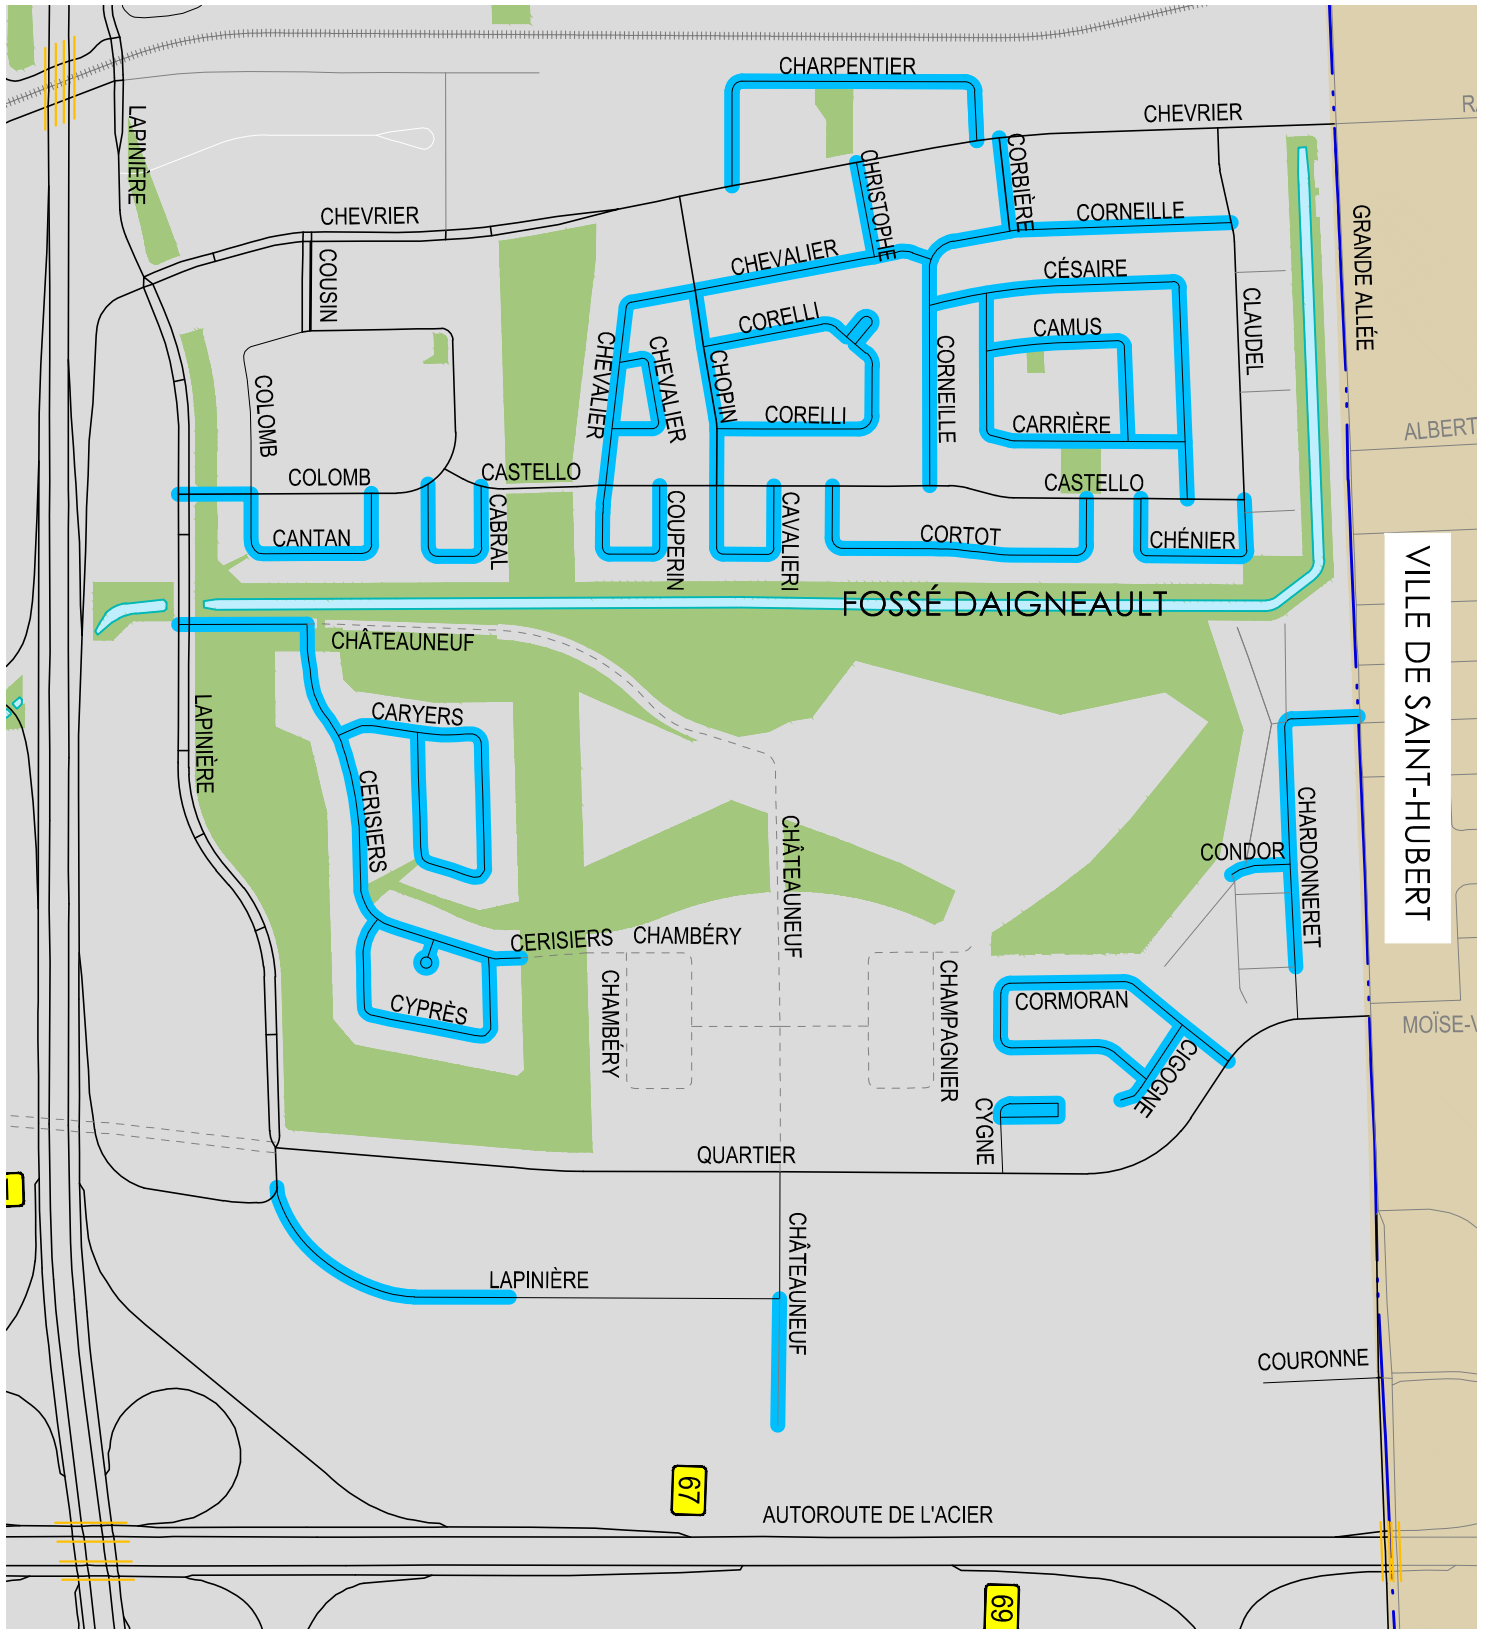 CHARPENTIER
CHEVRIER
LAPINIÈRE
CHRISTOPHE
CORBIÈRE
CHEVRIER
CORNEILLE
GRANDE ALLÉE
COUSIN
CHEVALIER
CÉSAIRE
CLAUDEL
CORELLI
CAMUS
CHEVALIER
CHEVALIER
CHOPIN
CORNEILLE
COLOMB
CORELLI
CARRIÈRE
ALBERT
COLOMB
CASTELLO
CASTELLO
CABRAL
COUPERIN
CAVALIERI
CANTAN
CORTOT
CHÉNIER
FOSSÉ DAIGNEAULT
VILLE DE SAINT-HUBERT
CHÂTEAUNEUF
LAPINIÈRE
CARYERS
CERISIERS
CHÂTEAUNEUF
CHARDONNERET
CONDOR
CERISIERS
CHAMBÉRY
CHAMBÉRY
CHAMPAGNIER
CYPRÈS
CORMORAN
MOÏSE-V
CIGOGNE
CYGNE
QUARTIER
CHÂTEAUNEUF
LAPINIÈRE
COURONNE
67
AUTOROUTE DE L'ACIER
69